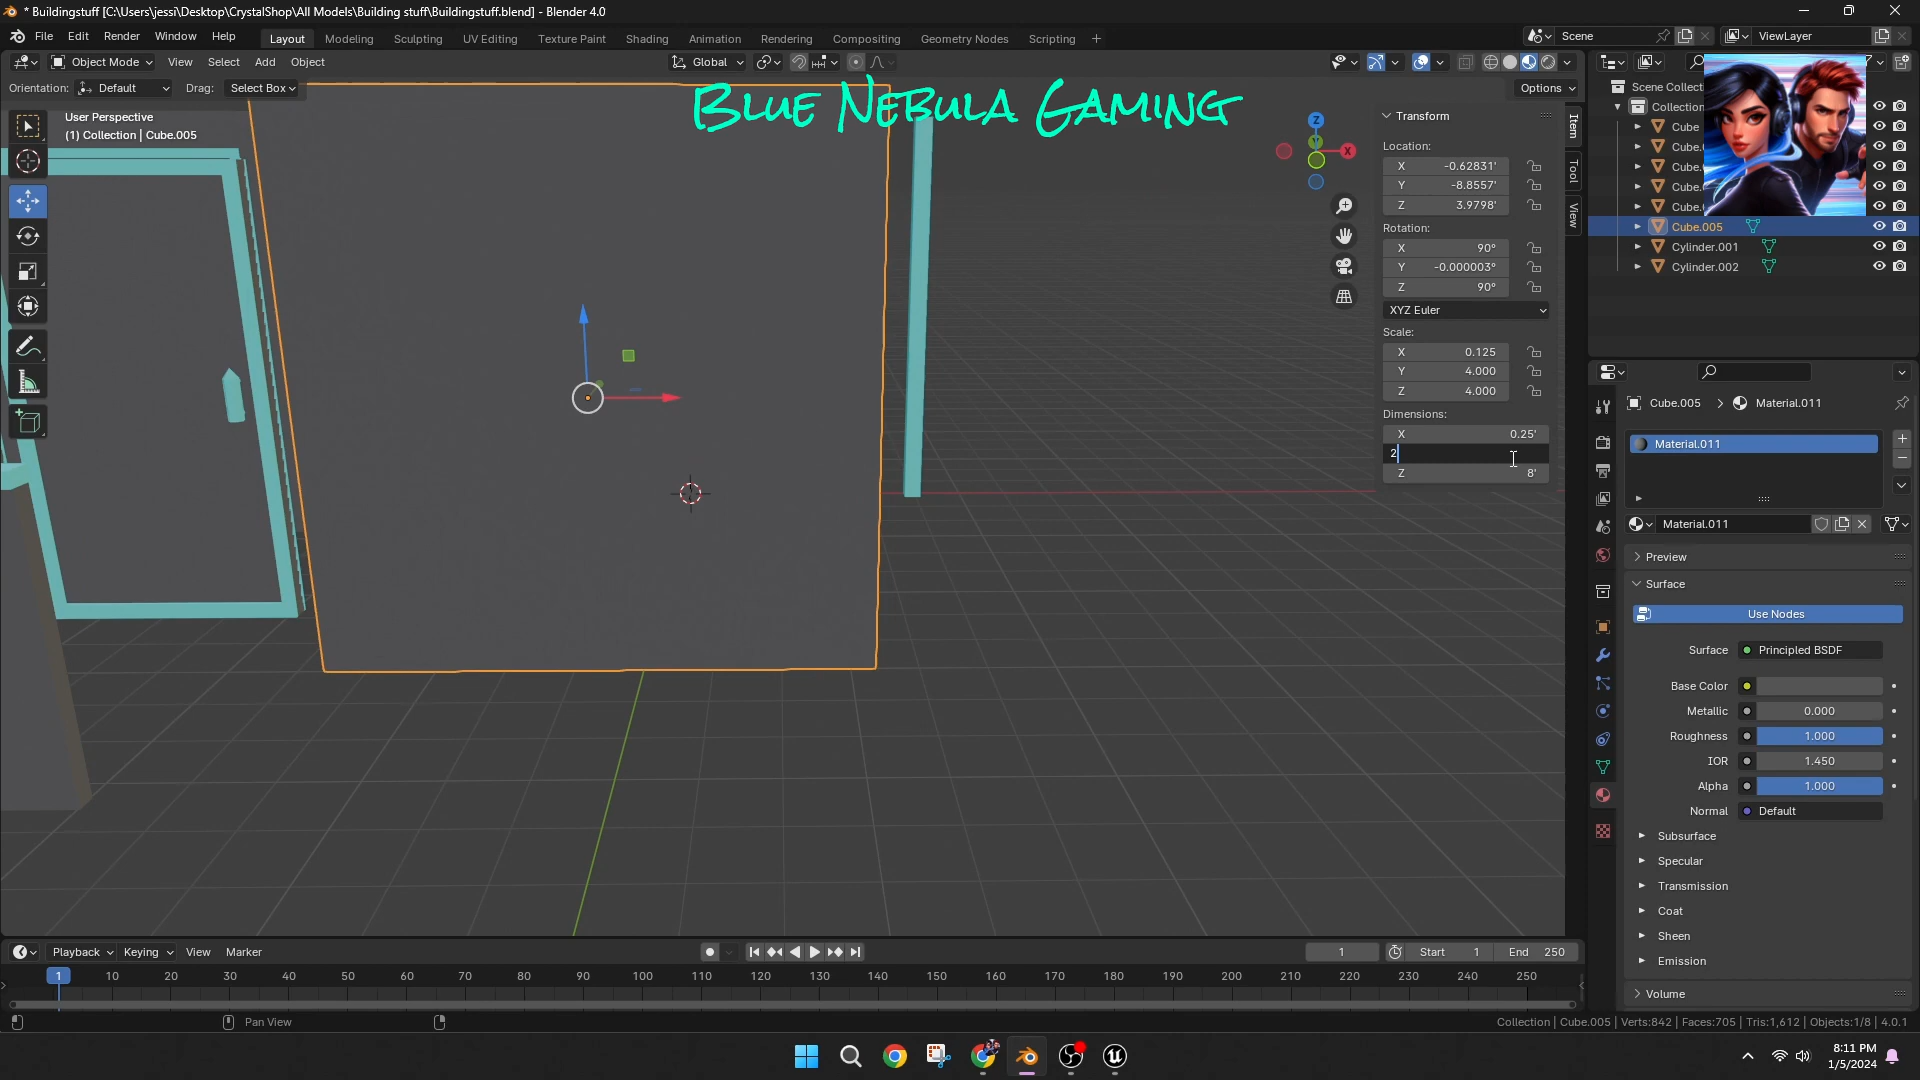 * Buildingstuff [C:\Users\jessi\Desktop\CrystalShop\All Models\Building stuff\Buildingstuff.blend] - Blender 4.0
File Edit Render Window Help Layout Modeling Sculpting UV Editing Texture Paint Shading Animation Rendering Compositing Geometry Nodes Scripting + Scene ViewLayer
Object Mode View Select Add Object Global
Orientation: Default Drag: Select Box Options
Blue Nebula Gaming
User Perspective
(1) Collection | Cube.005
Z
X
Transform
Location:
X -0.62831'
Y -8.8557'
Z 3.9798'
Rotation:
X 90°
Y -0.000003°
Z 90°
XYZ Euler
Scale:
X 0.125
Y 4.000
Z 4.000
Dimensions:
X 0.25'
2
Z 8'
Item
Tool
View
Scene Collect
Collection
Cube
Cube.
Cube.
Cube.
Cube.
Cube.005
Cylinder.001
Cylinder.002
Cube.005 Material.011
Material.011
Material.011
Preview
Surface
Use Nodes
Surface Principled BSDF
Base Color
Metallic 0.000
Roughness 1.000
IOR 1.450
Alpha 1.000
Normal Default
Subsurface
Specular
Transmission
Coat
Sheen
Emission
Volume
Playback Keying View Marker 1 Start 1 End 250
1 10 20 30 40 50 60 70 80 90 100 110 120 130 140 150 160 170 180 190 200 210 220 230 240 250
Pan View
Collection | Cube.005 | Verts:842 | Faces:705 | Tris:1,612 | Objects:1/8 | 4.0.1
8:11 PM
1/5/2024